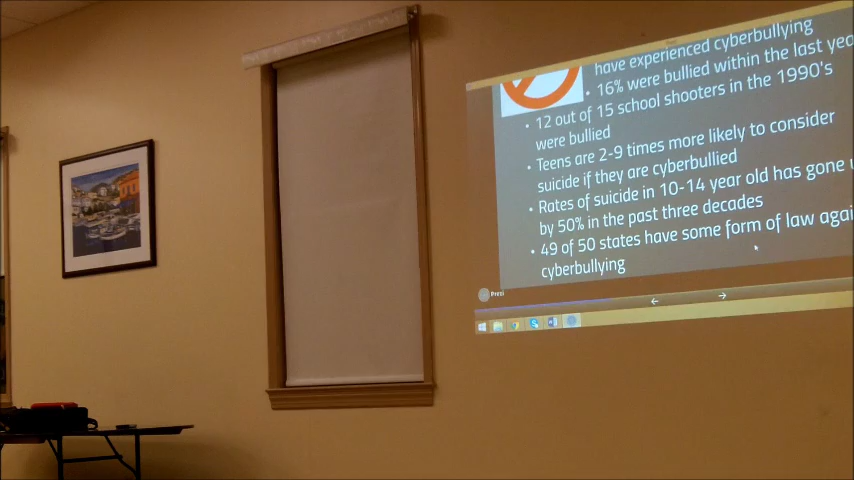 have experienced cyberbullying
• 16% were bullied within the last yea
• 12 out of 15 school shooters in the 1990's
were bullied
• Teens are 2-9 times more likely to consider
suicide if they are cyberbullied
• Rates of suicide in 10-14 year old has gone u
by 50% in the past three decades
• 49 of 50 states have some form of law agai
cyberbullying
Prezi